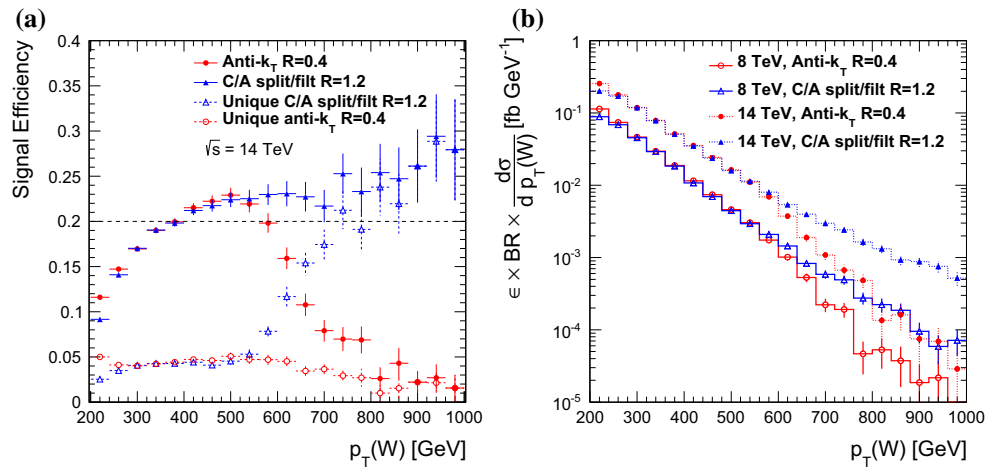 (a)
Signal Efficiency
0.4
0.35
0.3
0.25
0.2
0.15
0.1
0.05
0
Anti-k_T R=0.4
C/A split/filt R=1.2
Unique C/A split/filt R=1.2
Unique anti-k_T R=0.4
√s = 14 TeV
200 300 400 500 600 700 800 900 1000
p_T(W) [GeV]
(b)
ϵ × BR × dσ/d p_T(W) [fb GeV⁻¹]
1
10⁻¹
10⁻²
10⁻³
10⁻⁴
10⁻⁵
8 TeV, Anti-k_T R=0.4
8 TeV, C/A split/filt R=1.2
14 TeV, Anti-k_T R=0.4
14 TeV, C/A split/filt R=1.2
200 300 400 500 600 700 800 900 1000
p_T(W) [GeV]